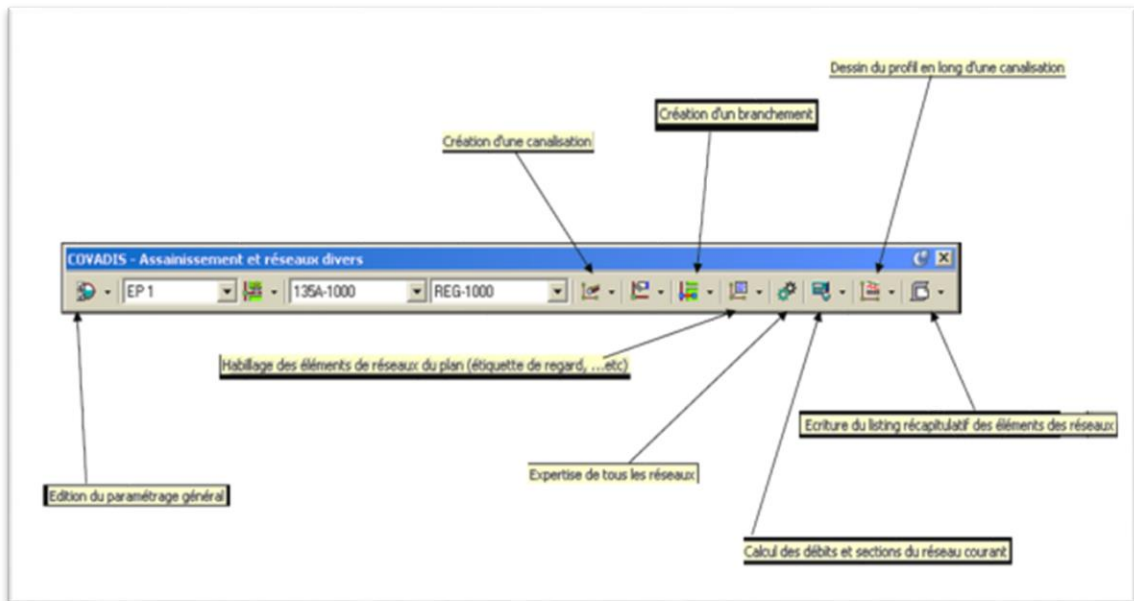 Dessin du profil en long d'une canalisation
Création d'un branchement
Création d'une canalisation
COVADIS - Assainissement et réseaux divers
EP 1
135A-1000
REG-1000
Habillage des éléments de réseaux du plan (étiquette de regard, ...etc)
Ecriture du listing récapitulatif des éléments des réseaux
Expertise de tous les réseaux
Edition du paramétrage général
Calcul des débits et sections du réseau courant